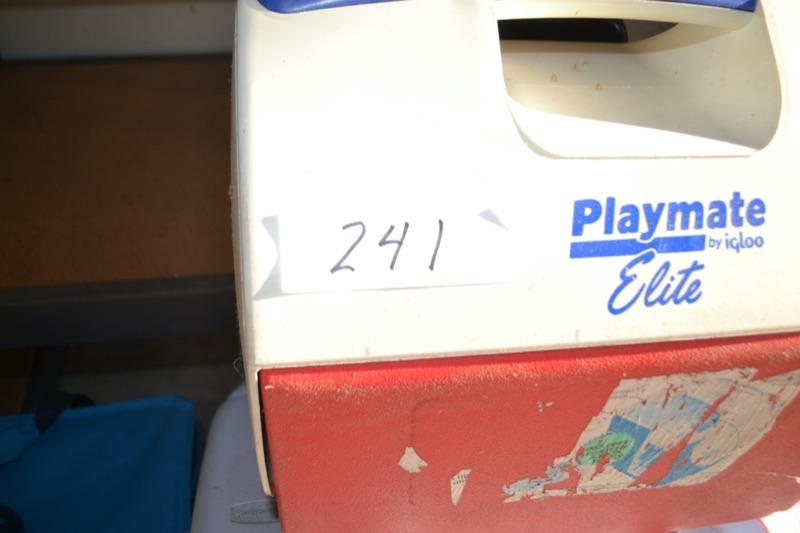 241
Playmate
by igloo
Elite